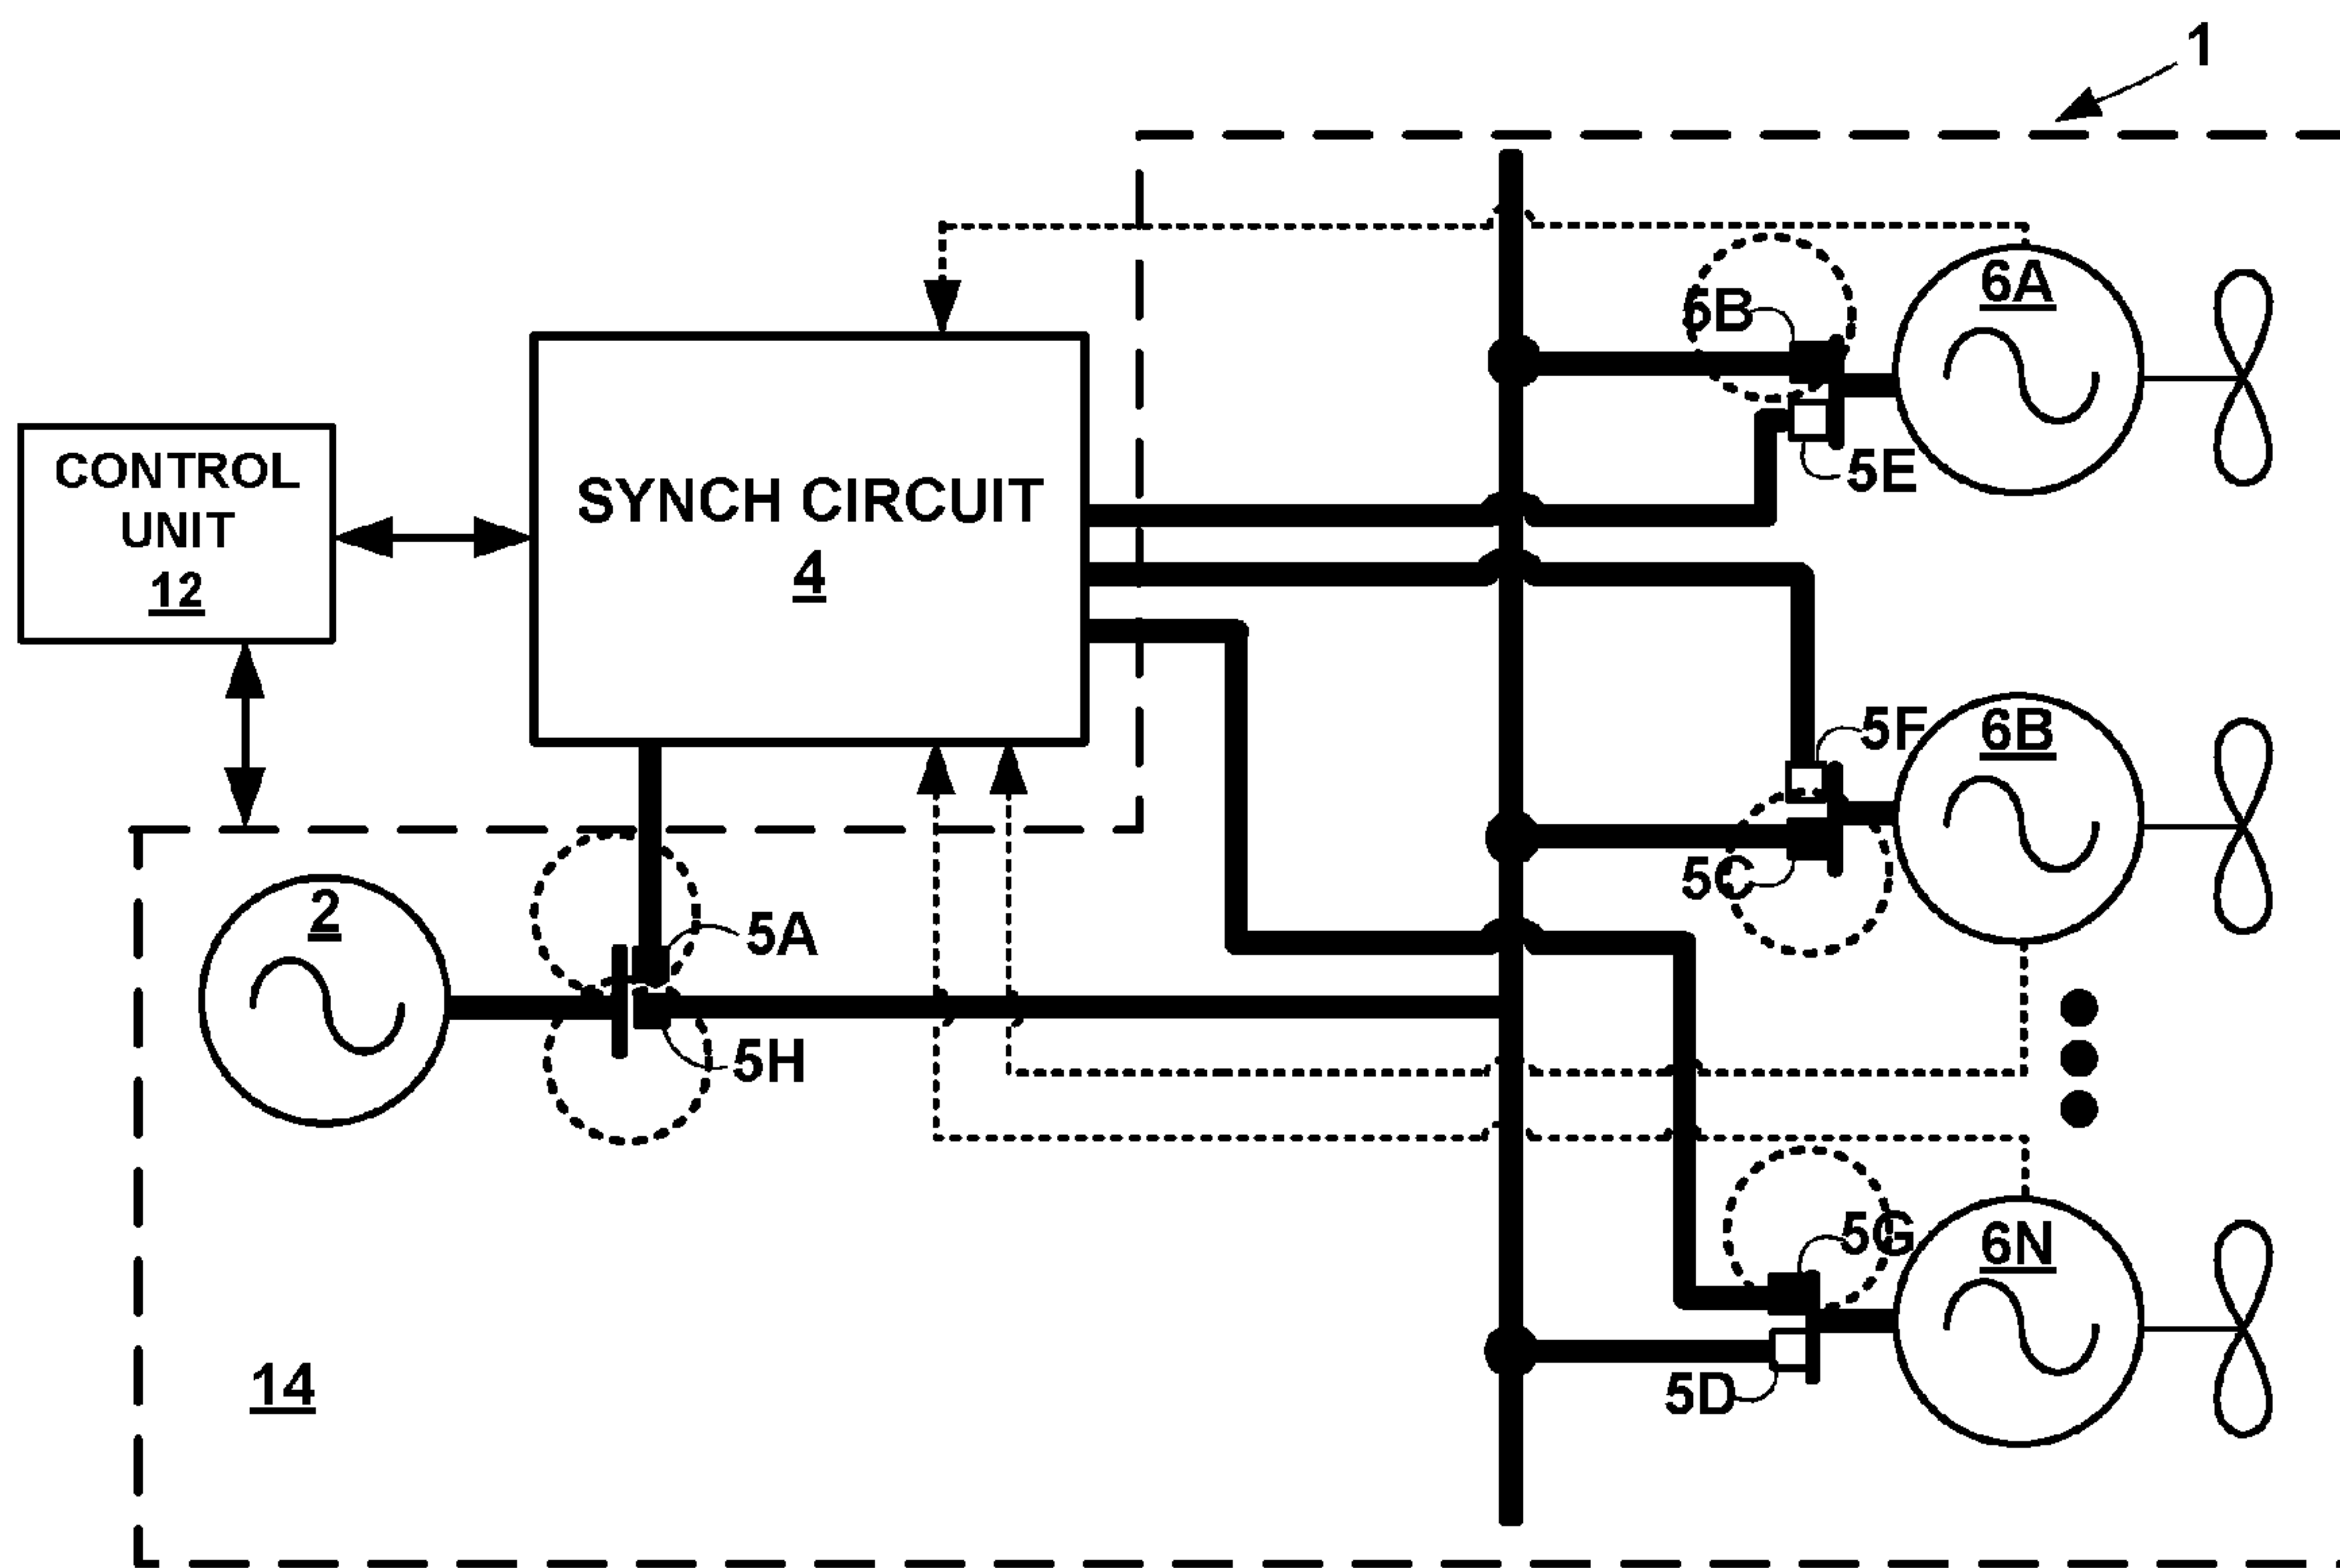 1
6A
5B
5E
CONTROL
UNIT
12
SYNCH CIRCUIT
4
5F
6B
5C
2
5A
5H
5G
6N
5D
14